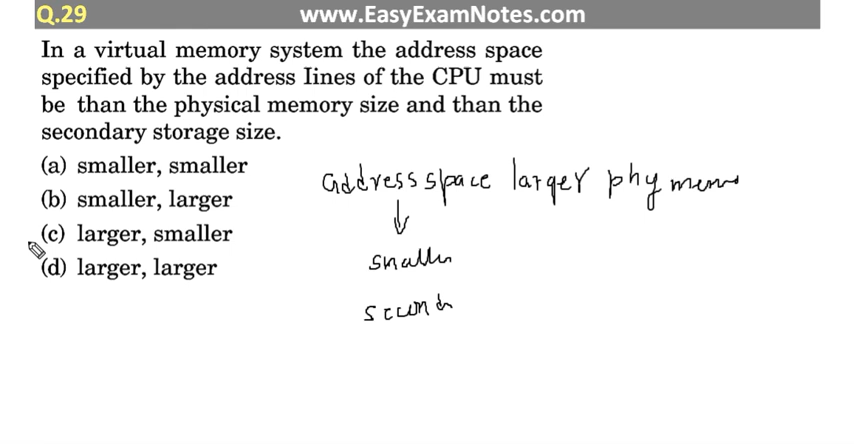 Q.29 www.EasyExamNotes.com
In a virtual memory system the address space
specified by the address Iines of the CPU must
be than the physical memory size and than the
secondary storage size.
(a) smaller, smaller
(b) smaller, larger
(c) larger, smaller
(d) larger, larger
address space larger phy mem
smaller